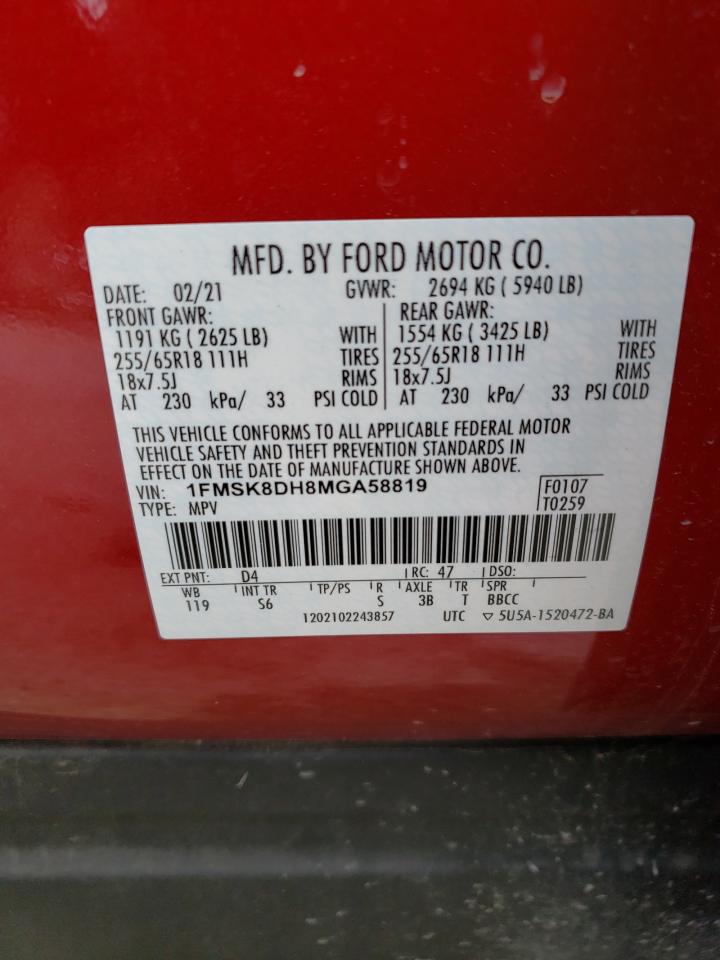 MFD. BY FORD MOTOR CO.
DATE: 02/21 GVWR: 2694 KG ( 5940 LB)
FRONT GAWR: REAR GAWR:
1191 KG ( 2625 LB) WITH 1554 KG ( 3425 LB) WITH
255/65R18 111H TIRES 255/65R18 111H TIRES
18x7.5J RIMS 18x7.5J RIMS
AT 230 kPa/ 33 PSI COLD AT 230 kPa/ 33 PSI COLD
THIS VEHICLE CONFORMS TO ALL APPLICABLE FEDERAL MOTOR
VEHICLE SAFETY AND THEFT PREVENTION STANDARDS IN
EFFECT ON THE DATE OF MANUFACTURE SHOWN ABOVE.
VIN: 1FMSK8DH8MGA58819 F0107
TYPE: MPV T0259
EXT PNT: D4 RC: 47 DSO:
WB INT TR TP/PS R AXLE TR SPR
119 S6 S 3B T BBCC
1202102243857 UTC ▽ 5U5A-1520472-BA